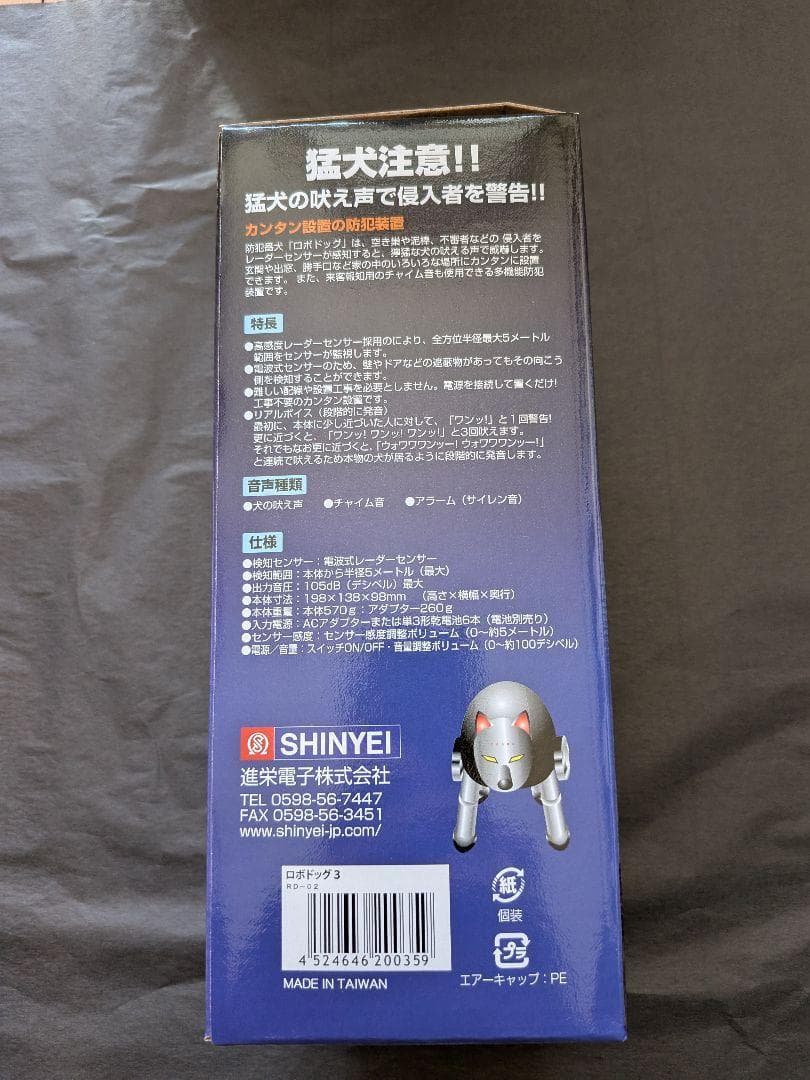 猛犬注意!!
猛犬の吠え声で侵入者を警告!!
カンタン設置の防犯装置
防犯番犬「ロボドッグ」は、空き巣や泥棒、不審者などの 侵入者を
レーダーセンサーが感知すると、獰猛な犬の吠える声で威嚇します。
玄関や出窓、勝手口など家の中のいろいろな場所にカンタンに設置
できます。 また、来客報知用のチャイム音も使用できる多機能防犯
装置です。
特長
●高感度レーダーセンサー採用のにより、全方位半径最大5メートル
範囲をセンサーが監視します。
●電波式センサーのため、壁やドアなどの遮蔽物があってもその向こう
側を検知することができます。
●難しい配線や設置工事を必要としません。電源を接続して置くだけ!
工事不要のカンタン設置です。
●リアルボイス（段階的に発音）
最初に、本体に少し近づいた人に対して、「ワンッ!」と1回警告!
更に近づくと、「ワンッ! ワンッ! ワンッ!」と3回吠えます。
それでもなお更に近づくと、「ウォワワワンッー! ウォワワワンッー!」
と連続で吠えるため本物の犬が居るように段階的に発音します。
音声種類
●犬の吠え声 ●チャイム音 ●アラーム（サイレン音）
仕様
●検知センサー：電波式レーダーセンサー
●検知範囲：本体から半径5メートル（最大）
●出力音圧：105dB（デシベル）最大
●本体寸法：198×138×98mm （高さ×横幅×奥行）
●本体重量：本体570g：アダプター260g
●入力電源：ACアダプターまたは単3形乾電池6本（電池別売り）
●センサー感度：センサー感度調整ボリューム（0～約5メートル）
●電源／音量：スイッチON/OFF・音量調整ボリューム（0～約100デシベル）
SHINYEI
進栄電子株式会社
TEL 0598-56-7447
FAX 0598-56-3451
www.shinyei-jp.com/
ロボドッグ3
RD-02
4 524646 200359
MADE IN TAIWAN
紙
個装
プラ
エアーキャップ：PE